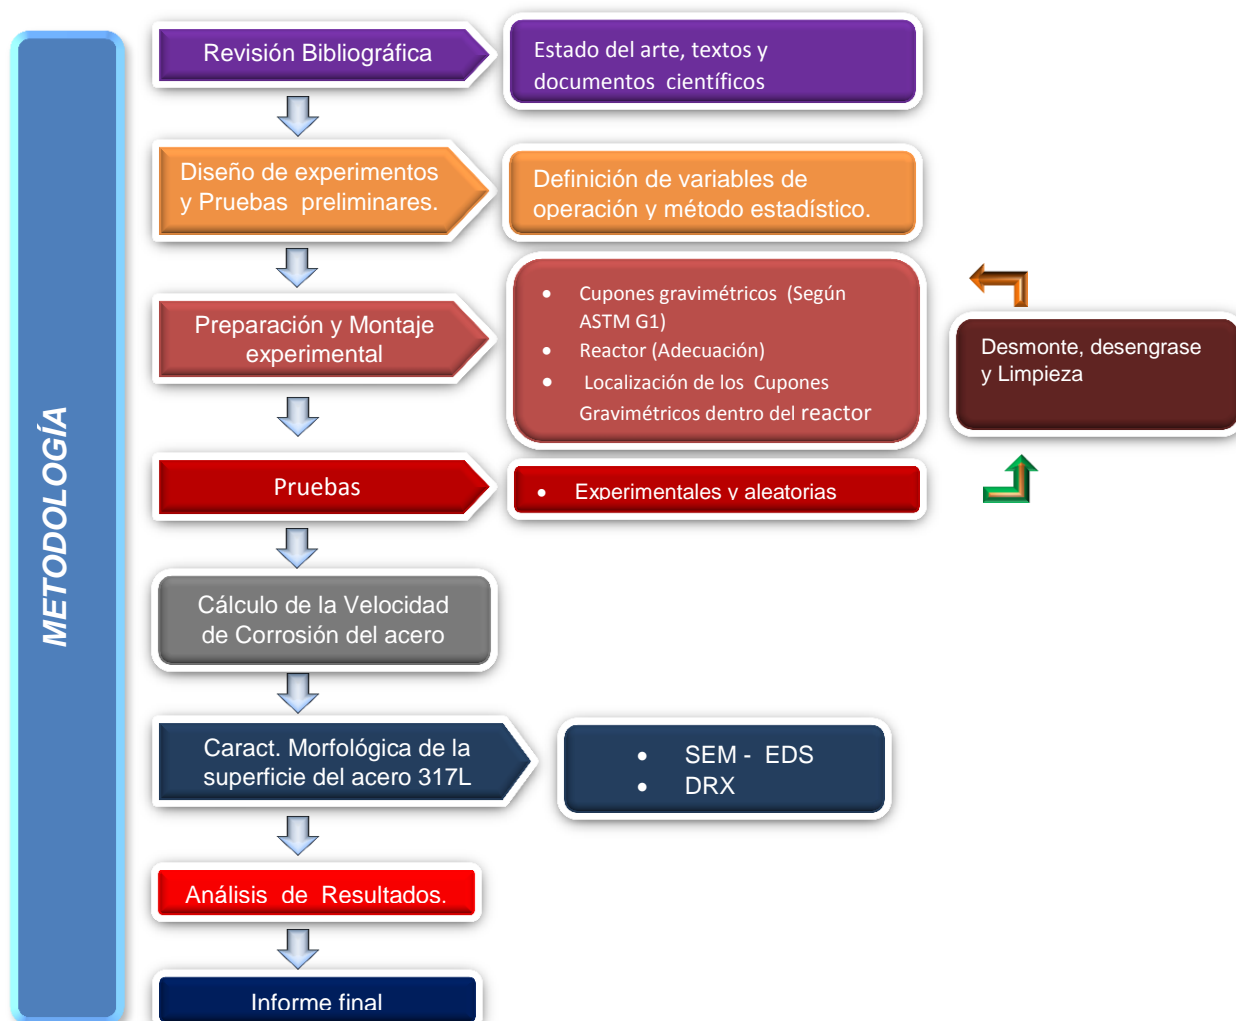 METODOLOGÍA
Revisión Bibliográfica
Estado del arte, textos y
documentos científicos
Diseño de experimentos
y Pruebas preliminares.
Definición de variables de
operación y método estadístico.
Preparación y Montaje
experimental
• Cupones gravimétricos (Según
ASTM G1)
• Reactor (Adecuación)
• Localización de los Cupones
Gravimétricos dentro del reactor
Desmonte, desengrase
y Limpieza
Pruebas
• Experimentales y aleatorias
Cálculo de la Velocidad
de Corrosión del acero
Caract. Morfológica de la
superficie del acero 317L
• SEM - EDS
• DRX
Análisis de Resultados.
Informe final